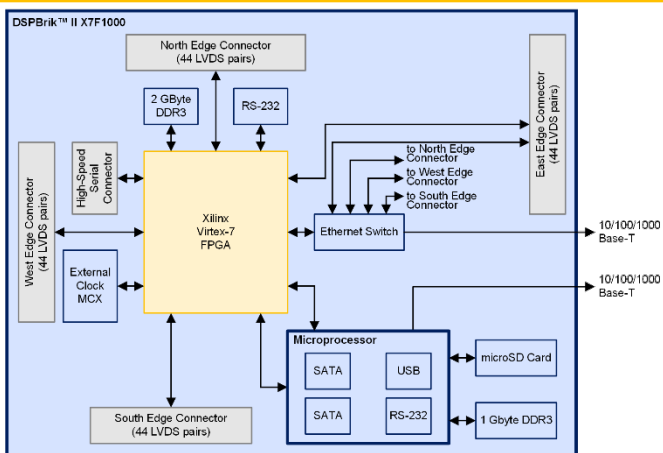 DSPBrik™ II X7F1000
North Edge Connector
(44 LVDS pairs)
2 GByte
DDR3
RS-232
East Edge Connector
(44 LVDS pairs)
High-Speed
Serial
Connector
West Edge Connector
(44 LVDS pairs)
Xilinx
Virtex-7
FPGA
to North Edge
Connector
to West Edge
Connector
to South Edge
Connector
Ethernet Switch
10/100/1000
Base-T
External
Clock
MCX
10/100/1000
Base-T
Microprocessor
SATA
USB
microSD Card
SATA
RS-232
1 Gbyte DDR3
South Edge Connector
(44 LVDS pairs)